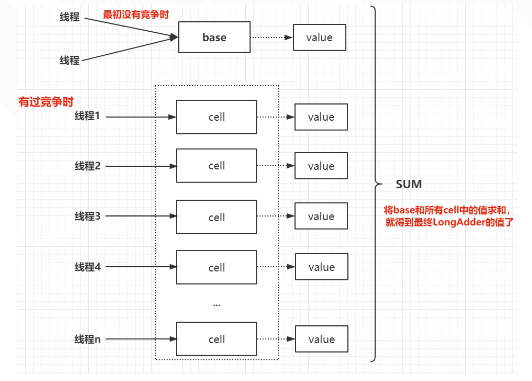 线程
最初没有竞争时
base
value
线程
有过竞争时
线程1
cell
value
线程2
cell
value
SUM
线程3
cell
value
将base和所有cell中的值求和,
就得到最终LongAdder的值了
线程4
cell
value
...
线程n
cell
value